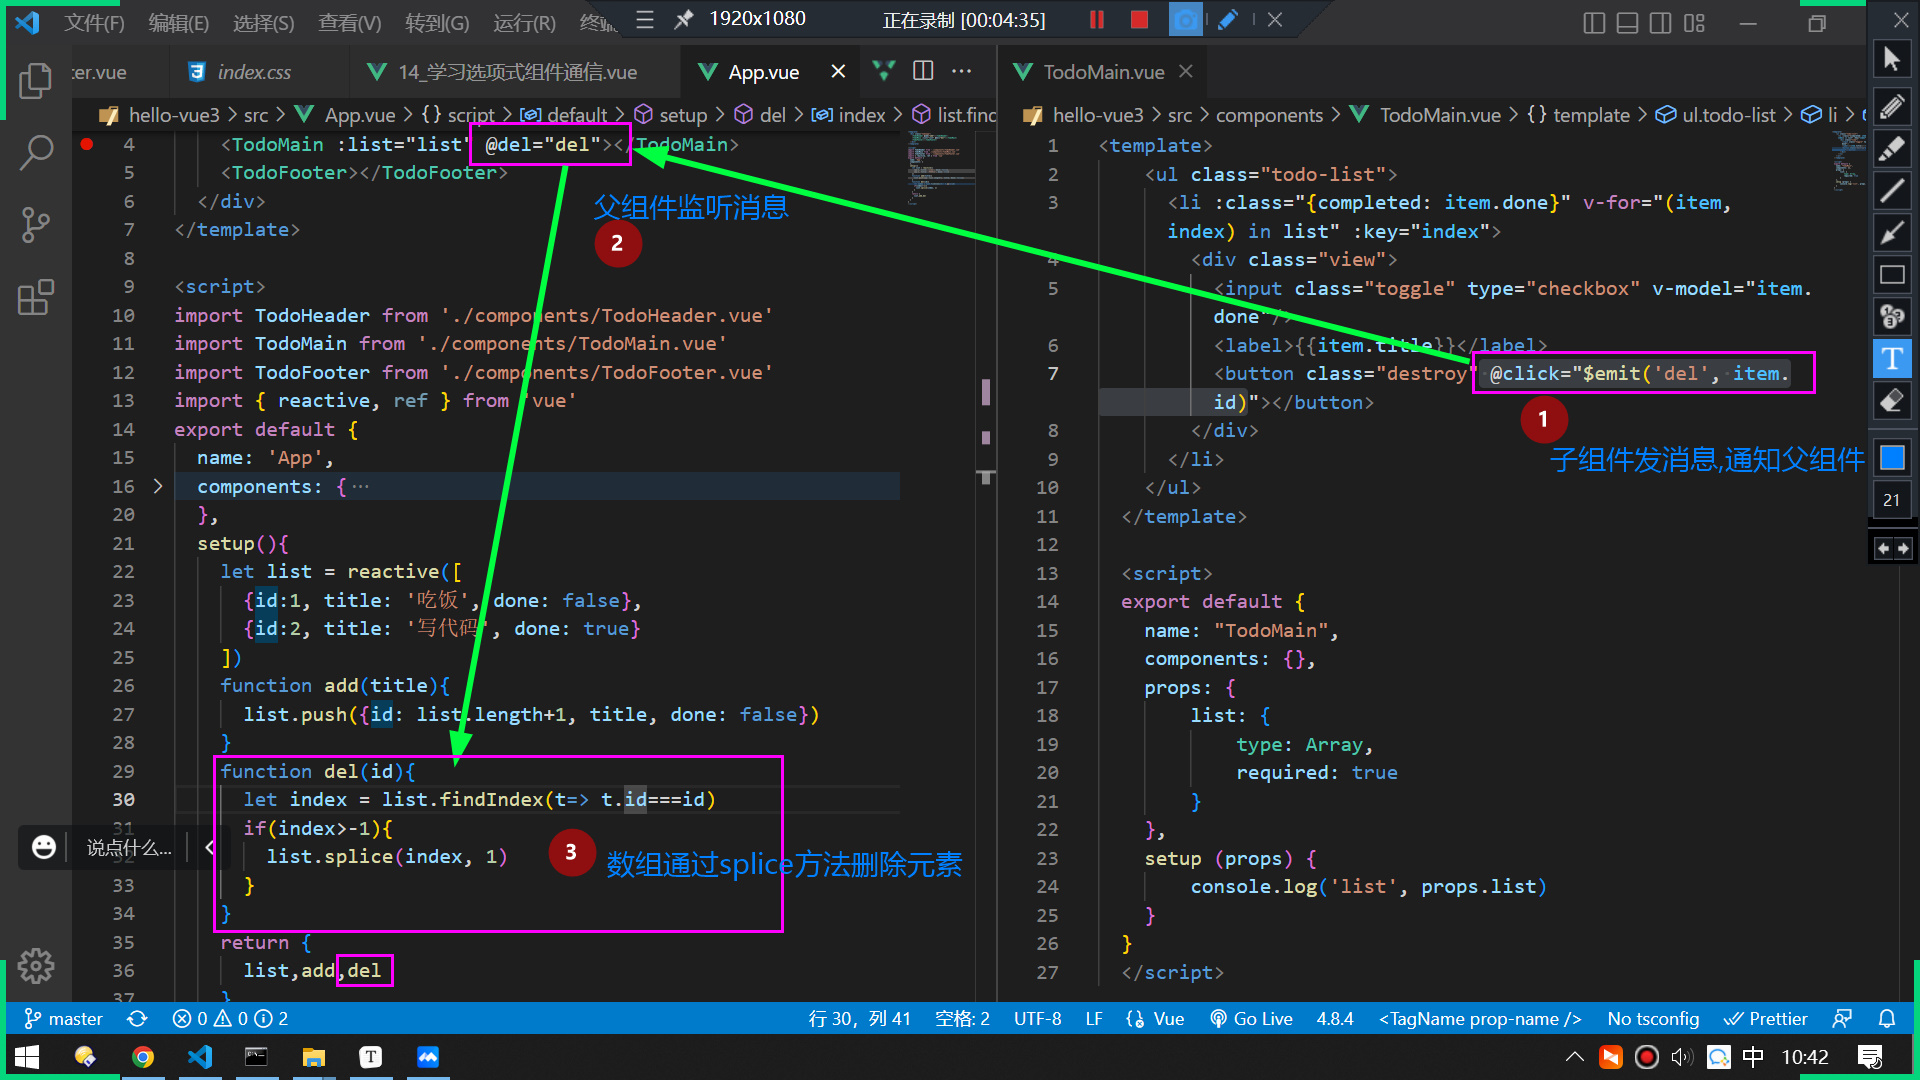 文件(F) 编辑(E) 选择(S) 查看(V) 转到(G) 运行(R) 终端
1920x1080 正在录制 [00:04:35]
ter.vue index.css 14_学习选项式组件通信.vue App.vue
TodoMain.vue
hello-vue3 > src > App.vue > {} script > default > setup > del > index > list.find
hello-vue3 > src > components > TodoMain.vue > {} template > ul.todo-list > li >
4 <TodoMain :list="list" @del="del"></TodoMain>
5 <TodoFooter></TodoFooter>
6 </div>
7 </template>
8
9 <script>
10 import TodoHeader from './components/TodoHeader.vue'
11 import TodoMain from './components/TodoMain.vue'
12 import TodoFooter from './components/TodoFooter.vue'
13 import { reactive, ref } from 'vue'
14 export default {
15 name: 'App',
16 components: { ···
20 },
21 setup(){
22 let list = reactive([
23 {id:1, title: '吃饭', done: false},
24 {id:2, title: '写代码', done: true}
25 ])
26 function add(title){
27 list.push({id: list.length+1, title, done: false})
28 }
29 function del(id){
30 let index = list.findIndex(t=> t.id===id)
31 if(index>-1){
32 list.splice(index, 1)
33 }
34 }
35 return {
36 list,add,del
37 }
父组件监听消息
2
3
数组通过splice方法删除元素
说点什么...
1 <template>
2 <ul class="todo-list">
3 <li :class="{completed: item.done}" v-for="(item,
index) in list" :key="index">
4 <div class="view">
5 <input class="toggle" type="checkbox" v-model="item.
done"/>
6 <label>{{item.title}}</label>
7 <button class="destroy" @click="$emit('del', item.
id)"></button>
8 </div>
9 </li>
10 </ul>
11 </template>
12
13 <script>
14 export default {
15 name: "TodoMain",
16 components: {},
17 props: {
18 list: {
19 type: Array,
20 required: true
21 }
22 },
23 setup (props) {
24 console.log('list', props.list)
25 }
26 }
27 </script>
1
子组件发消息,通知父组件
T
21
master 0 0 2 行 30，列 41 空格: 2 UTF-8 LF Vue Go Live 4.8.4 <TagName prop-name /> No tsconfig Prettier
T 中 10:42